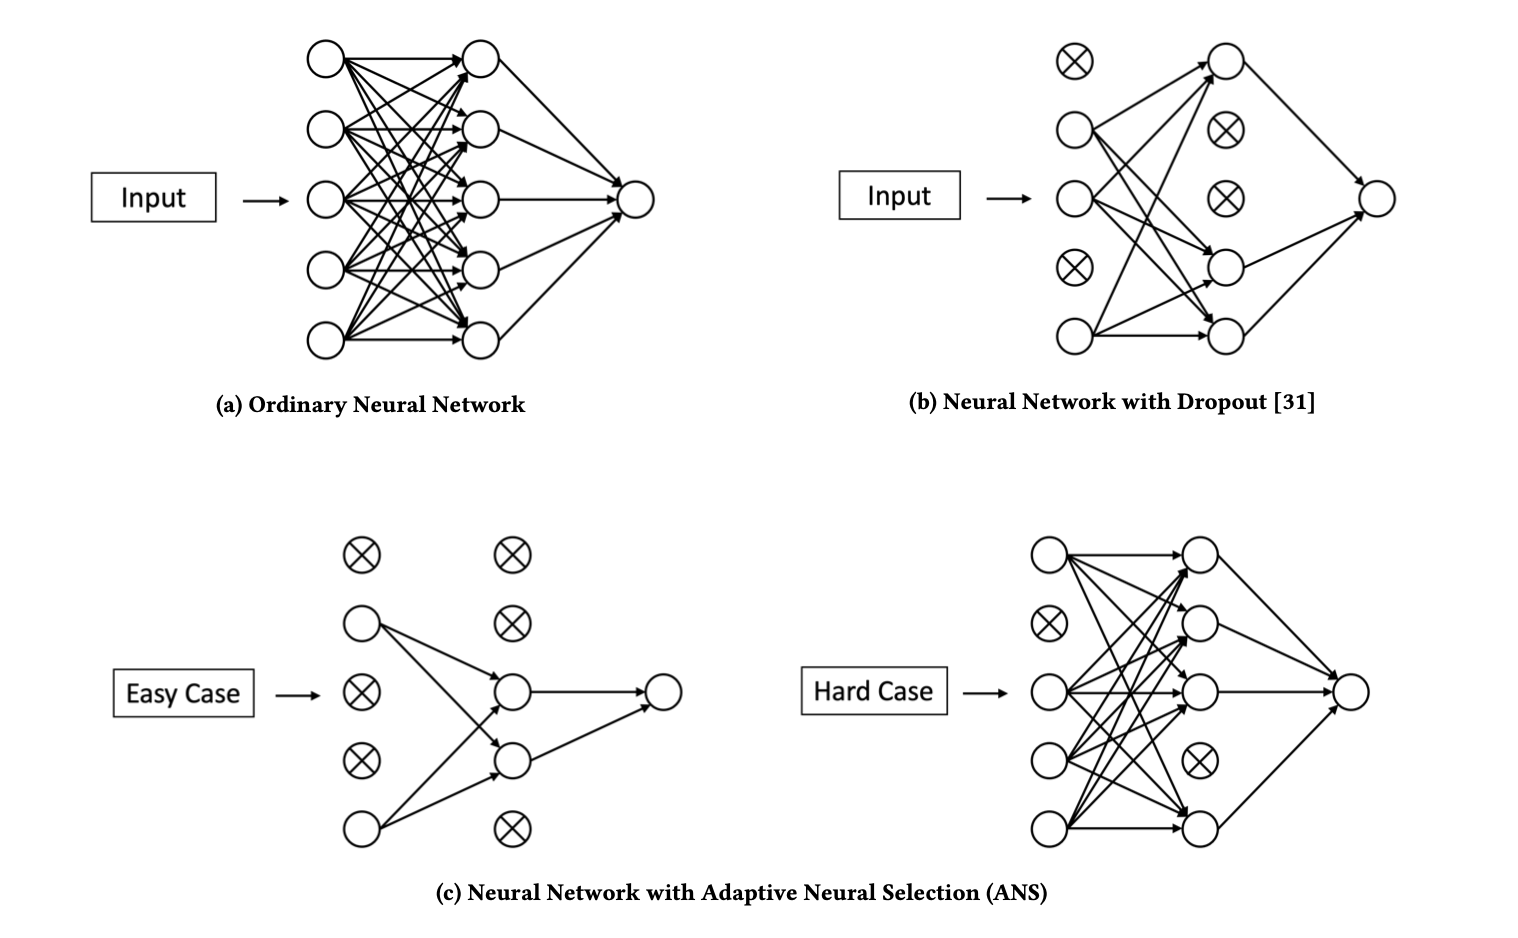 Input
(a) Ordinary Neural Network
Input
(b) Neural Network with Dropout [31]
Easy Case
Hard Case
(c) Neural Network with Adaptive Neural Selection (ANS)